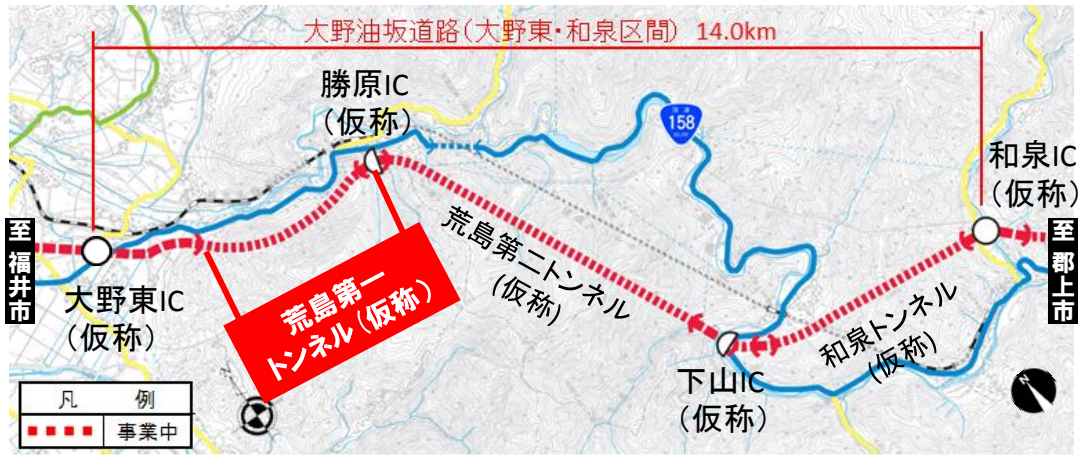 大野油坂道路(大野東・和泉区間) 14.0km
勝原IC
(仮称)
158
和泉IC
(仮称)
至 福井市
至 郡上市
荒島第二トンネル
(仮称)
荒島第一
トンネル(仮称)
大野東IC
(仮称)
和泉トンネル
(仮称)
下山IC
(仮称)
凡 例
事業中
N
N